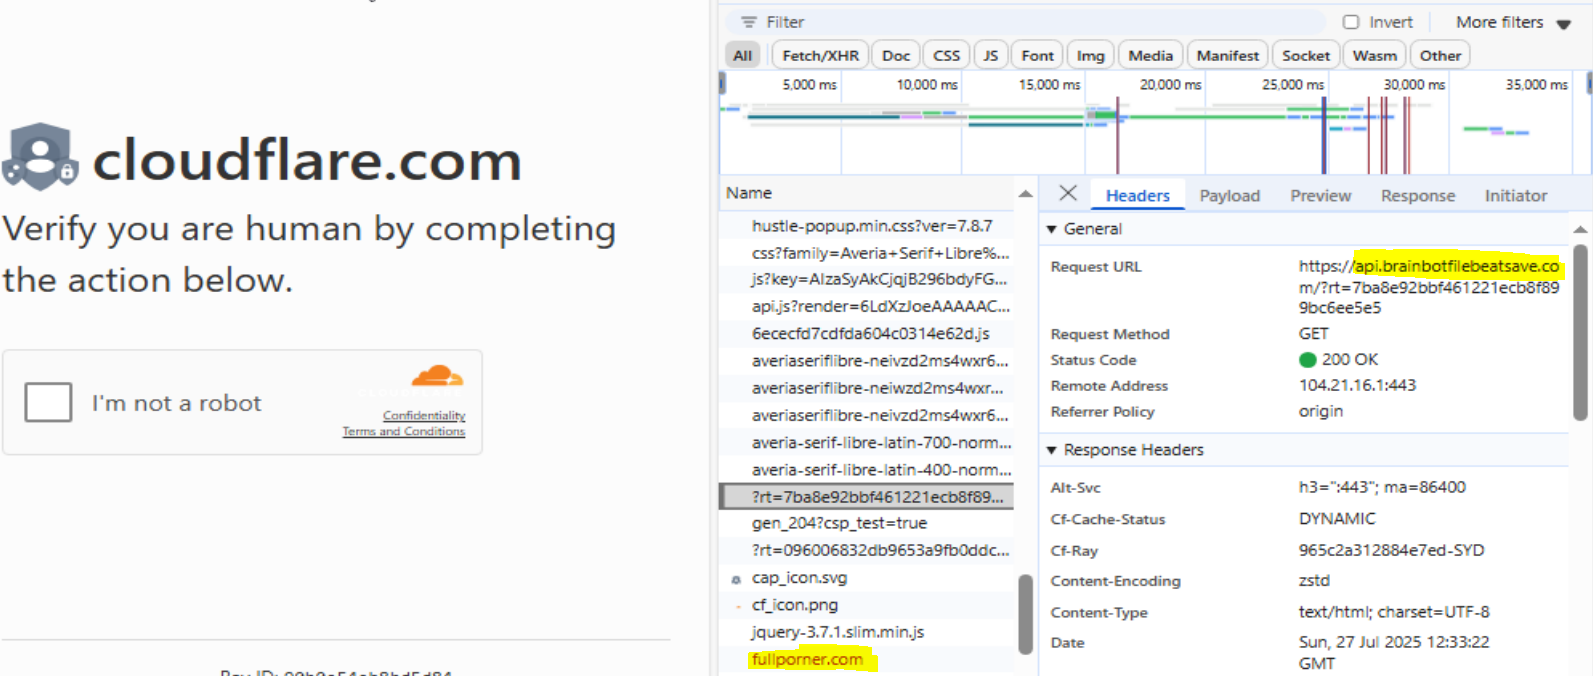 cloudflare.com
Verify you are human by completing
the action below.
I'm not a robot
Confidentiality
Terms and Conditions
Filter
Invert
More filters
All
Fetch/XHR
Doc
CSS
JS
Font
Img
Media
Manifest
Socket
Wasm
Other
5,000 ms
10,000 ms
15,000 ms
20,000 ms
25,000 ms
30,000 ms
35,000 ms
Name
hustle-popup.min.css?ver=7.8.7
css?family=Averia+Serif+Libre%...
js?key=AIzaSyAkCjqjB296bdyFG...
api.js?render=6LdXzJoeAAAAAC...
6ececfd7cdfda604c0314e62d.js
averiaseriflibre-neivzd2ms4wxr6...
averiaseriflibre-neiwzd2ms4wxr...
averiaseriflibre-neivzd2ms4wxr6...
averia-serif-libre-latin-700-norm...
averia-serif-libre-latin-400-norm...
?rt=7ba8e92bbf461221ecb8f89...
gen_204?csp_test=true
?rt=096006832db9653a9fb0ddc...
cap_icon.svg
cf_icon.png
jquery-3.7.1.slim.min.js
fullporner.com
Headers
Payload
Preview
Response
Initiator
General
Request URL
https://api.brainbotfilebeatsave.co
m/?rt=7ba8e92bbf461221ecb8f89
9bc6ee5e5
Request Method
GET
Status Code
200 OK
Remote Address
104.21.16.1:443
Referrer Policy
origin
Response Headers
Alt-Svc
h3=":443"; ma=86400
Cf-Cache-Status
DYNAMIC
Cf-Ray
965c2a312884e7ed-SYD
Content-Encoding
zstd
Content-Type
text/html; charset=UTF-8
Date
Sun, 27 Jul 2025 12:33:22
GMT